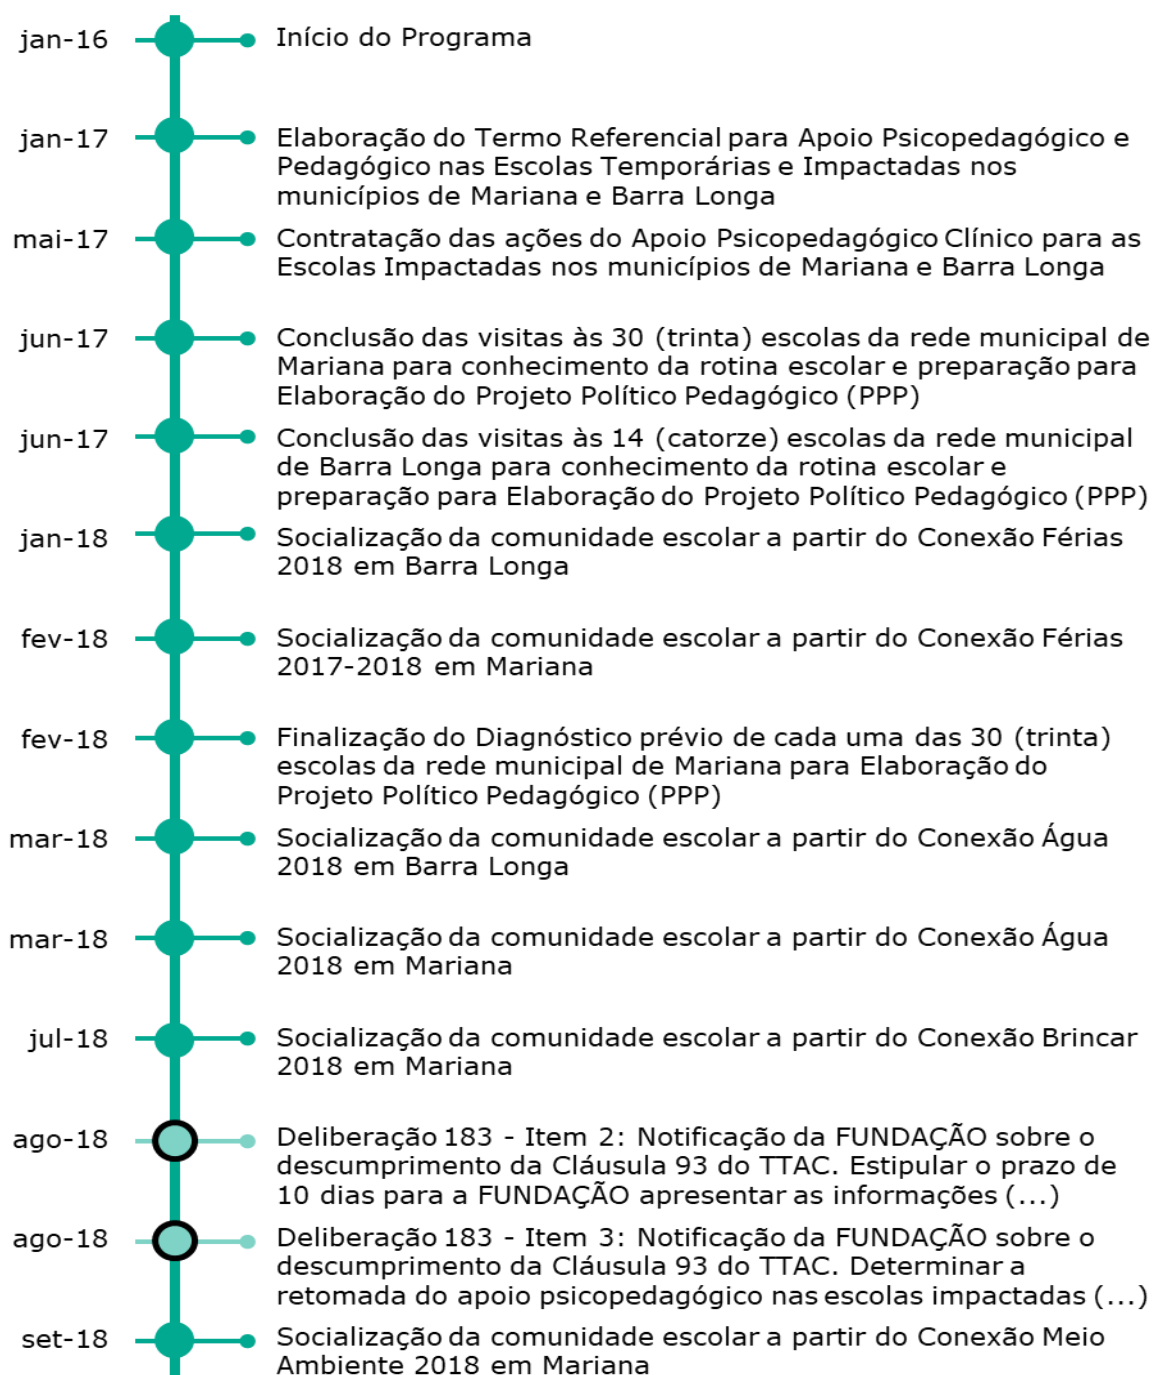 jan-16 Início do Programa
jan-17 Elaboração do Termo Referencial para Apoio Psicopedagógico e
Pedagógico nas Escolas Temporárias e Impactadas nos
municípios de Mariana e Barra Longa
mai-17 Contratação das ações do Apoio Psicopedagógico Clínico para as
Escolas Impactadas nos municípios de Mariana e Barra Longa
jun-17 Conclusão das visitas às 30 (trinta) escolas da rede municipal de
Mariana para conhecimento da rotina escolar e preparação para
Elaboração do Projeto Político Pedagógico (PPP)
jun-17 Conclusão das visitas às 14 (catorze) escolas da rede municipal
de Barra Longa para conhecimento da rotina escolar e
preparação para Elaboração do Projeto Político Pedagógico (PPP)
jan-18 Socialização da comunidade escolar a partir do Conexão Férias
2018 em Barra Longa
fev-18 Socialização da comunidade escolar a partir do Conexão Férias
2017-2018 em Mariana
fev-18 Finalização do Diagnóstico prévio de cada uma das 30 (trinta)
escolas da rede municipal de Mariana para Elaboração do
Projeto Político Pedagógico (PPP)
mar-18 Socialização da comunidade escolar a partir do Conexão Água
2018 em Barra Longa
mar-18 Socialização da comunidade escolar a partir do Conexão Água
2018 em Mariana
jul-18 Socialização da comunidade escolar a partir do Conexão Brincar
2018 em Mariana
ago-18 Deliberação 183 - Item 2: Notificação da FUNDAÇÃO sobre o
descumprimento da Cláusula 93 do TTAC. Estipular o prazo de
10 dias para a FUNDAÇÃO apresentar as informações (...)
ago-18 Deliberação 183 - Item 3: Notificação da FUNDAÇÃO sobre o
descumprimento da Cláusula 93 do TTAC. Determinar a
retomada do apoio psicopedagógico nas escolas impactadas (...)
set-18 Socialização da comunidade escolar a partir do Conexão Meio
Ambiente 2018 em Mariana